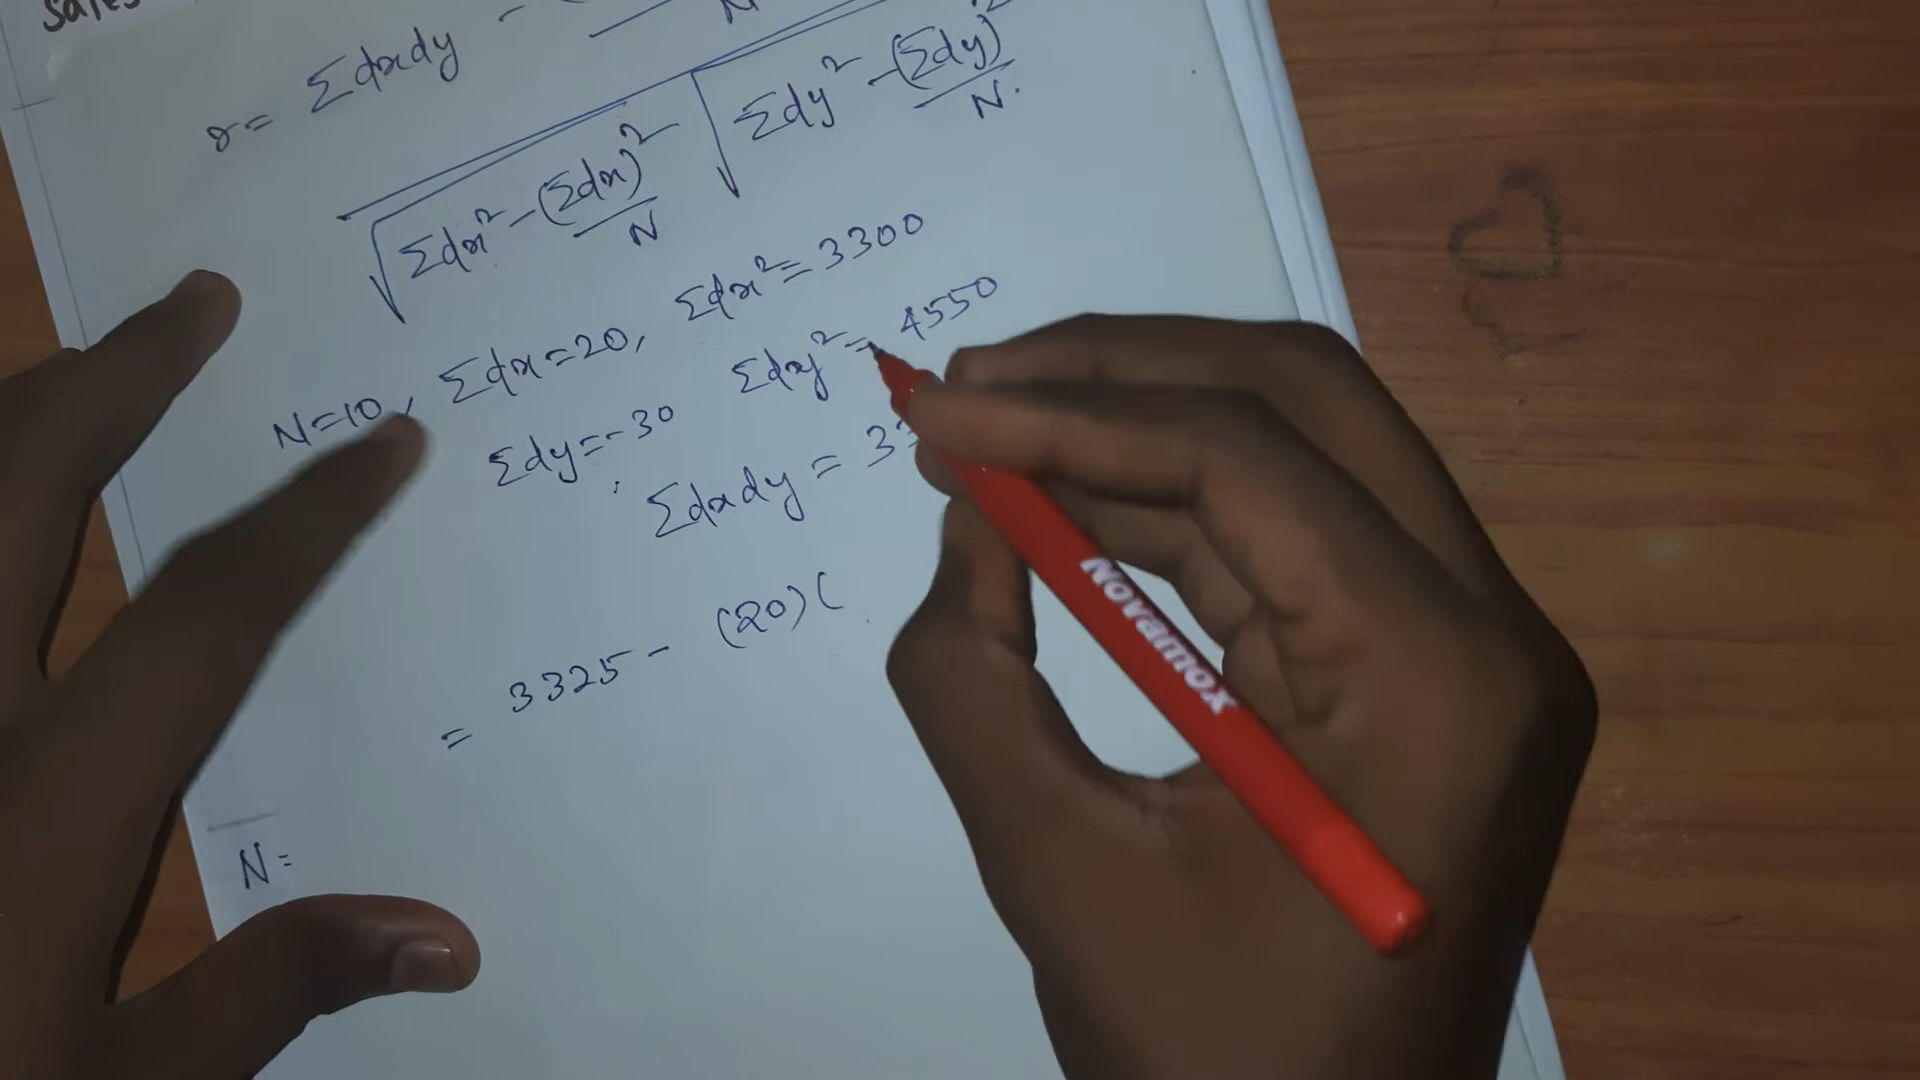 Sales
r = Σdxdy - 
N
√Σdx² - (Σdx)²/N √Σdy² - (Σdy)²/N.
N=10, Σdx=20, Σdx²=3300
Σdy=-30 Σdy²= 4550
Σdxdy = 33
= 3325 - (20)(
N=
Novamox